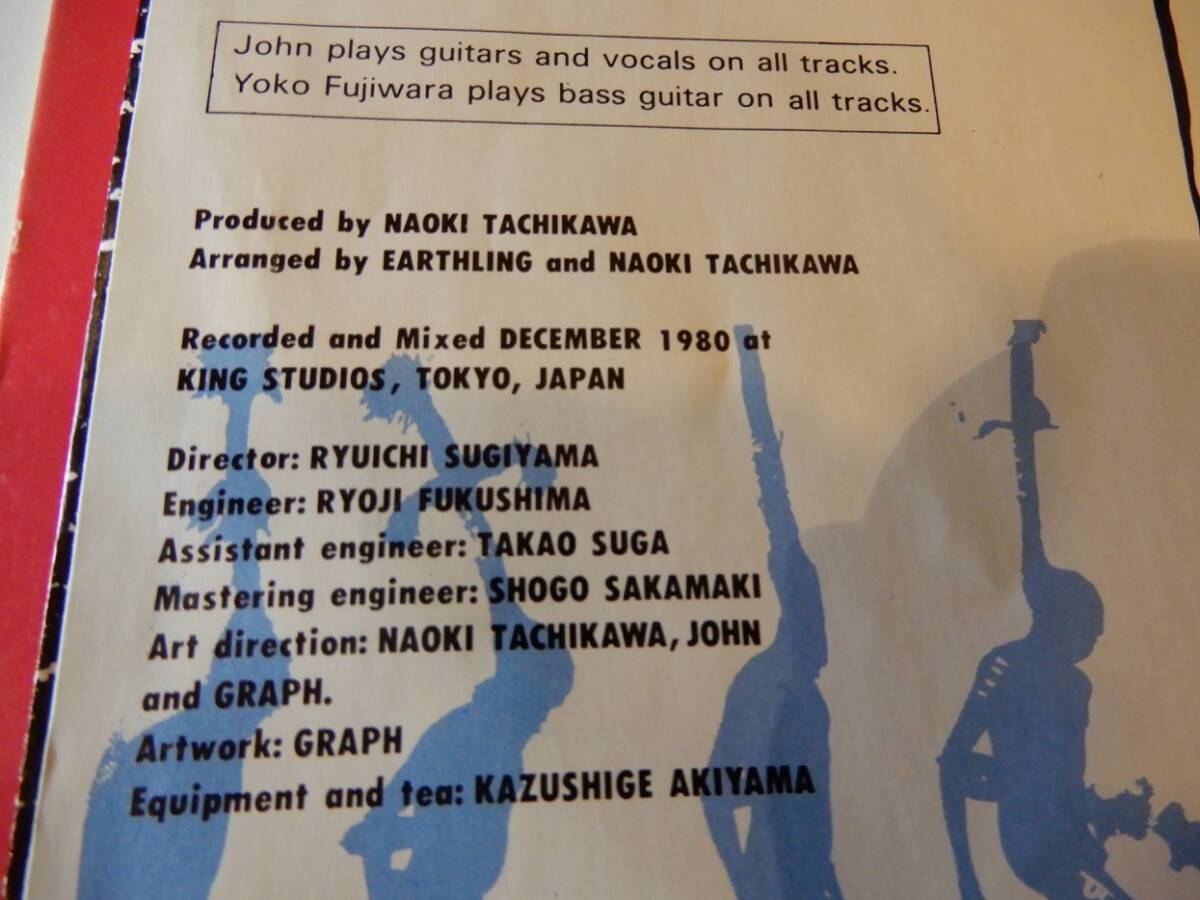 John plays guitars and vocals on all tracks.
Yoko Fujiwara plays bass guitar on all tracks.
Produced by NAOKI TACHIKAWA
Arranged by EARTHLING and NAOKI TACHIKAWA
Recorded and Mixed DECEMBER 1980 at
KING STUDIOS, TOKYO, JAPAN
Director: RYUICHI SUGIYAMA
Engineer: RYOJI FUKUSHIMA
Assistant engineer: TAKAO SUGA
Mastering engineer: SHOGO SAKAMAKI
Art direction: NAOKI TACHIKAWA, JOHN
and GRAPH.
Artwork: GRAPH
Equipment and tea: KAZUSHIGE AKIYAMA